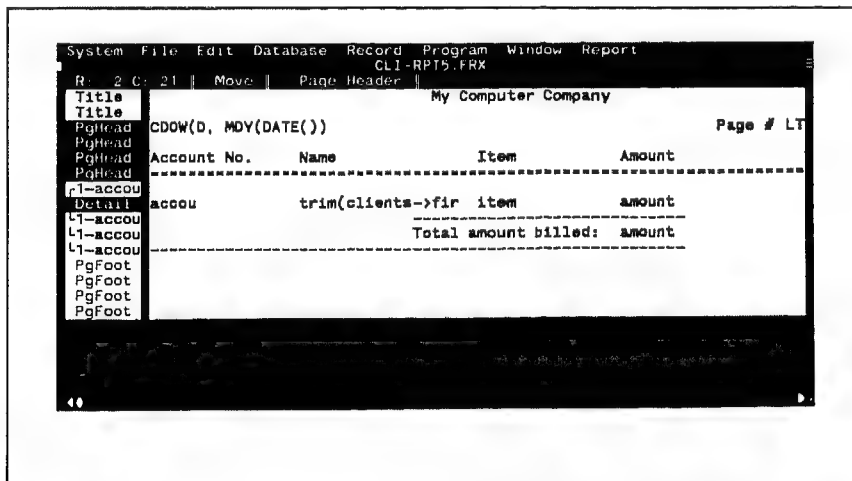 System File Edit Database Record Program Window Report
CLI-RPT5.FRX
R: 2 C: 21 Move Page Header
Title My Computer Company
Title
PgHead CDOW(D, MDY(DATE()) Page # LT
PgHead
PgHead Account No. Name Item Amount
PgHead
1-accou
Detail accou trim(clients->fir item amount
1-accou
1-accou Total amount billed: amount
1-accou
PgFoot
PgFoot
PgFoot
PgFoot